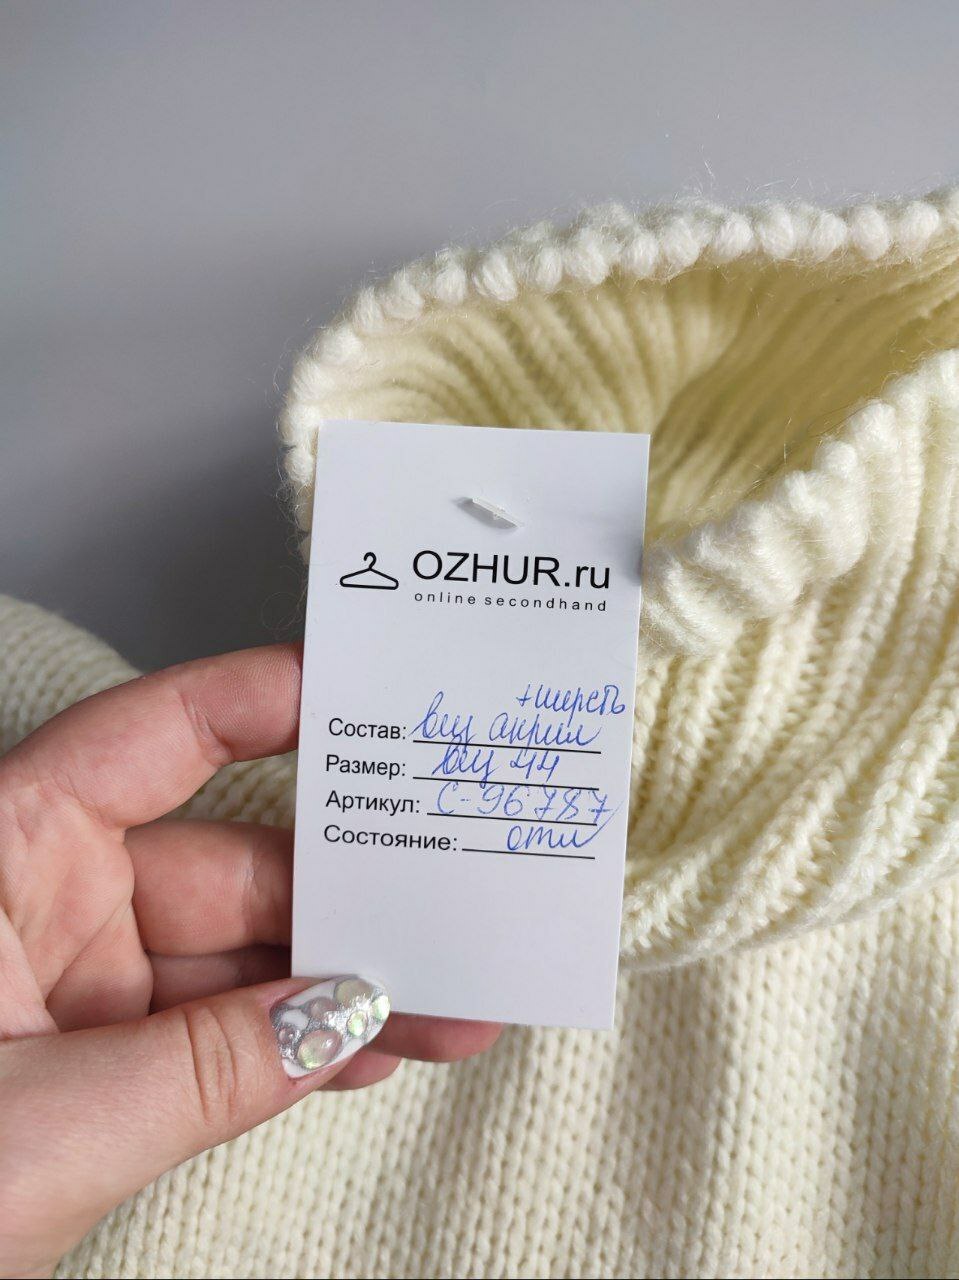 OZHUR.ru
online secondhand
+шерсть
Состав: виз акрил
Размер: виз 44
Артикул: С-96787
Состояние: отл